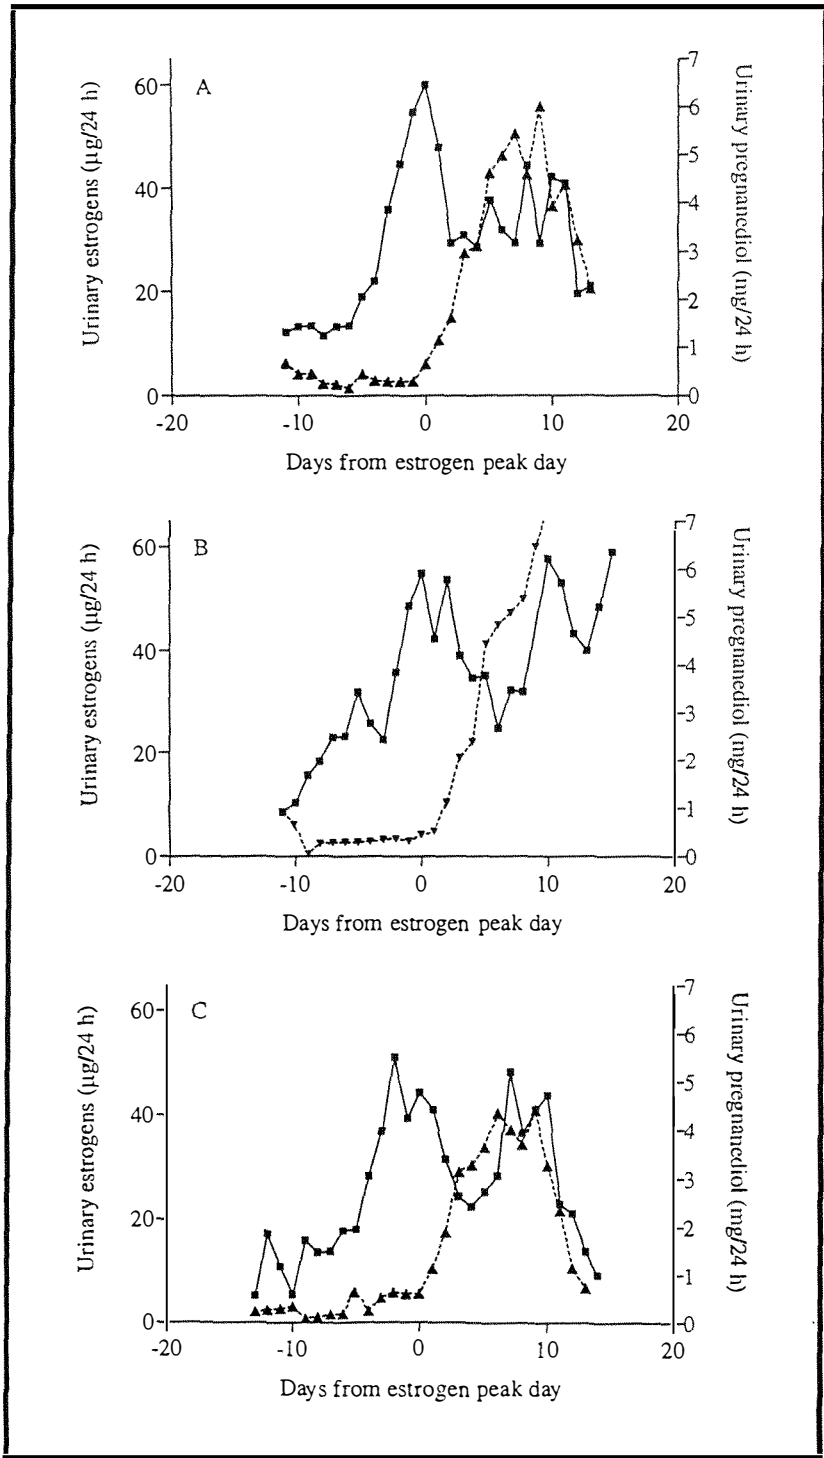 A
Urinary estrogens (µg/24 h)
60
40
20
0
Urinary pregnanediol (mg/24 h)
7
6
5
4
3
2
1
0
-20 -10 0 10 20
Days from estrogen peak day
B
Urinary estrogens (µg/24 h)
60
40
20
0
Urinary pregnanediol (mg/24 h)
7
6
5
4
3
2
1
0
-20 -10 0 10 20
Days from estrogen peak day
C
Urinary estrogens (µg/24 h)
60
40
20
0
Urinary pregnanediol (mg/24 h)
7
6
5
4
3
2
1
0
-20 -10 0 10 20
Days from estrogen peak day